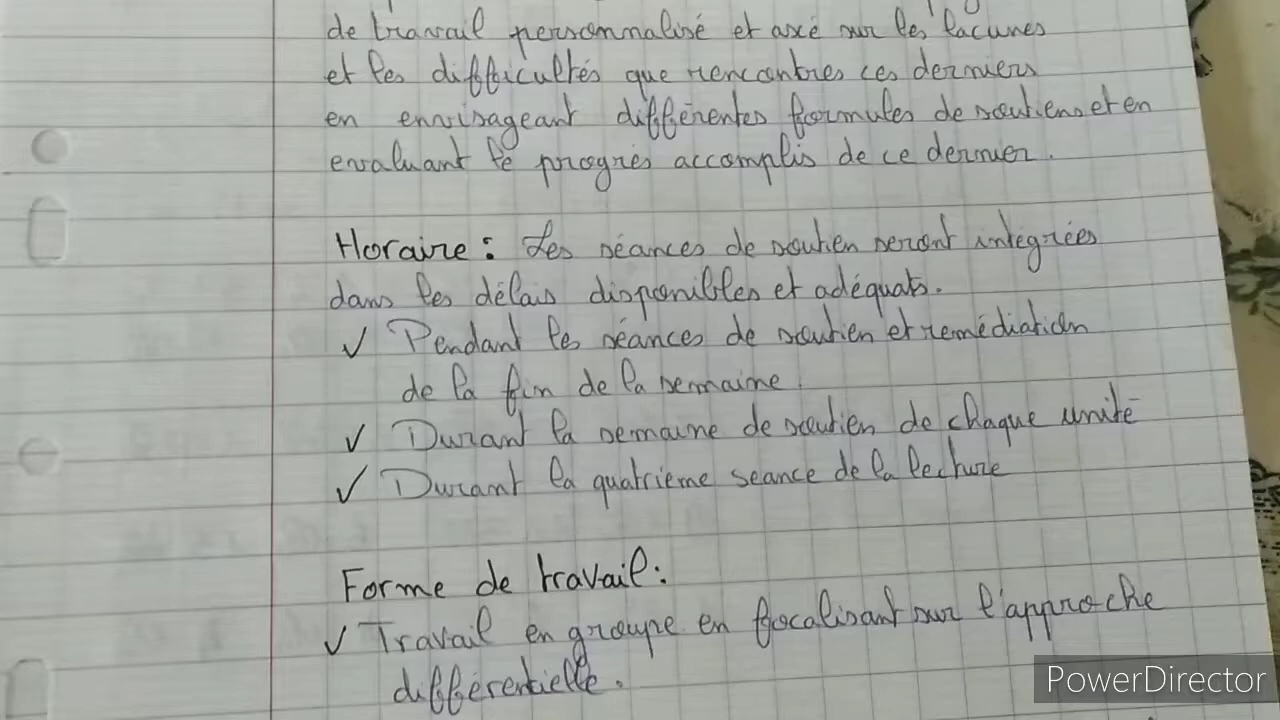 de travail personnalisé et axé sur les lacunes
et les difficultés que rencontres ces derniers
en envisageant différentes formules de soutiens et en
evaluant le progrès accomplis de ce dernier.
Horaire : Les séances de soutien seront intégrées
dans les délais disponibles et adéquats.
✓ Pendant les séances de soutien et remédiation
de la fin de la semaine.
✓ Durant la semaine de soutien de chaque unité
✓ Durant la quatrième seance de la lecture
Forme de travail :
✓ Travail en groupe en focalisant sur l'approche
différentielle.
PowerDirector